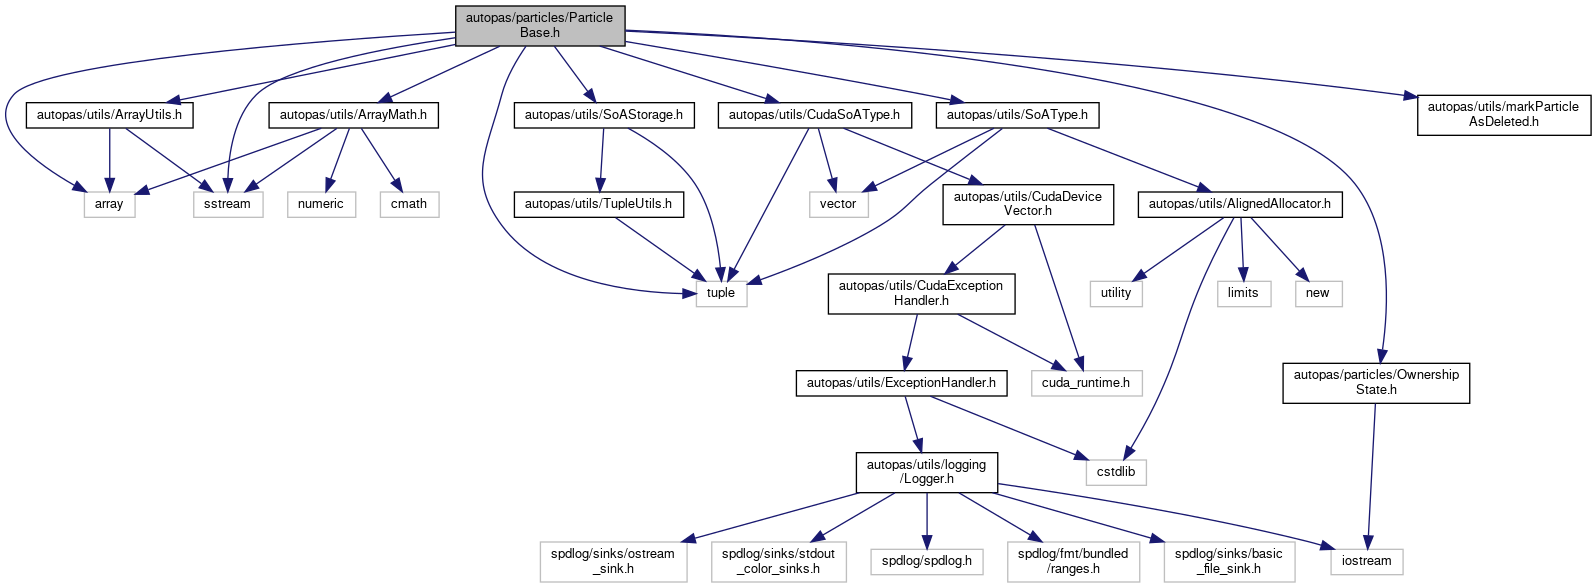 autopas/particles/Particle
Base.h
autopas/utils/markParticle
AsDeleted.h
autopas/utils/ArrayUtils.h
autopas/utils/ArrayMath.h
autopas/utils/SoAStorage.h
autopas/utils/CudaSoAType.h
autopas/utils/SoAType.h
array
sstream
numeric
cmath
autopas/utils/TupleUtils.h
vector
autopas/utils/CudaDevice
Vector.h
autopas/utils/AlignedAllocator.h
tuple
autopas/utils/CudaException
Handler.h
utility
limits
new
autopas/utils/ExceptionHandler.h
cuda_runtime.h
autopas/particles/Ownership
State.h
autopas/utils/logging
/Logger.h
cstdlib
spdlog/sinks/ostream
_sink.h
spdlog/sinks/stdout
_color_sinks.h
spdlog/spdlog.h
spdlog/fmt/bundled
/ranges.h
spdlog/sinks/basic
_file_sink.h
iostream